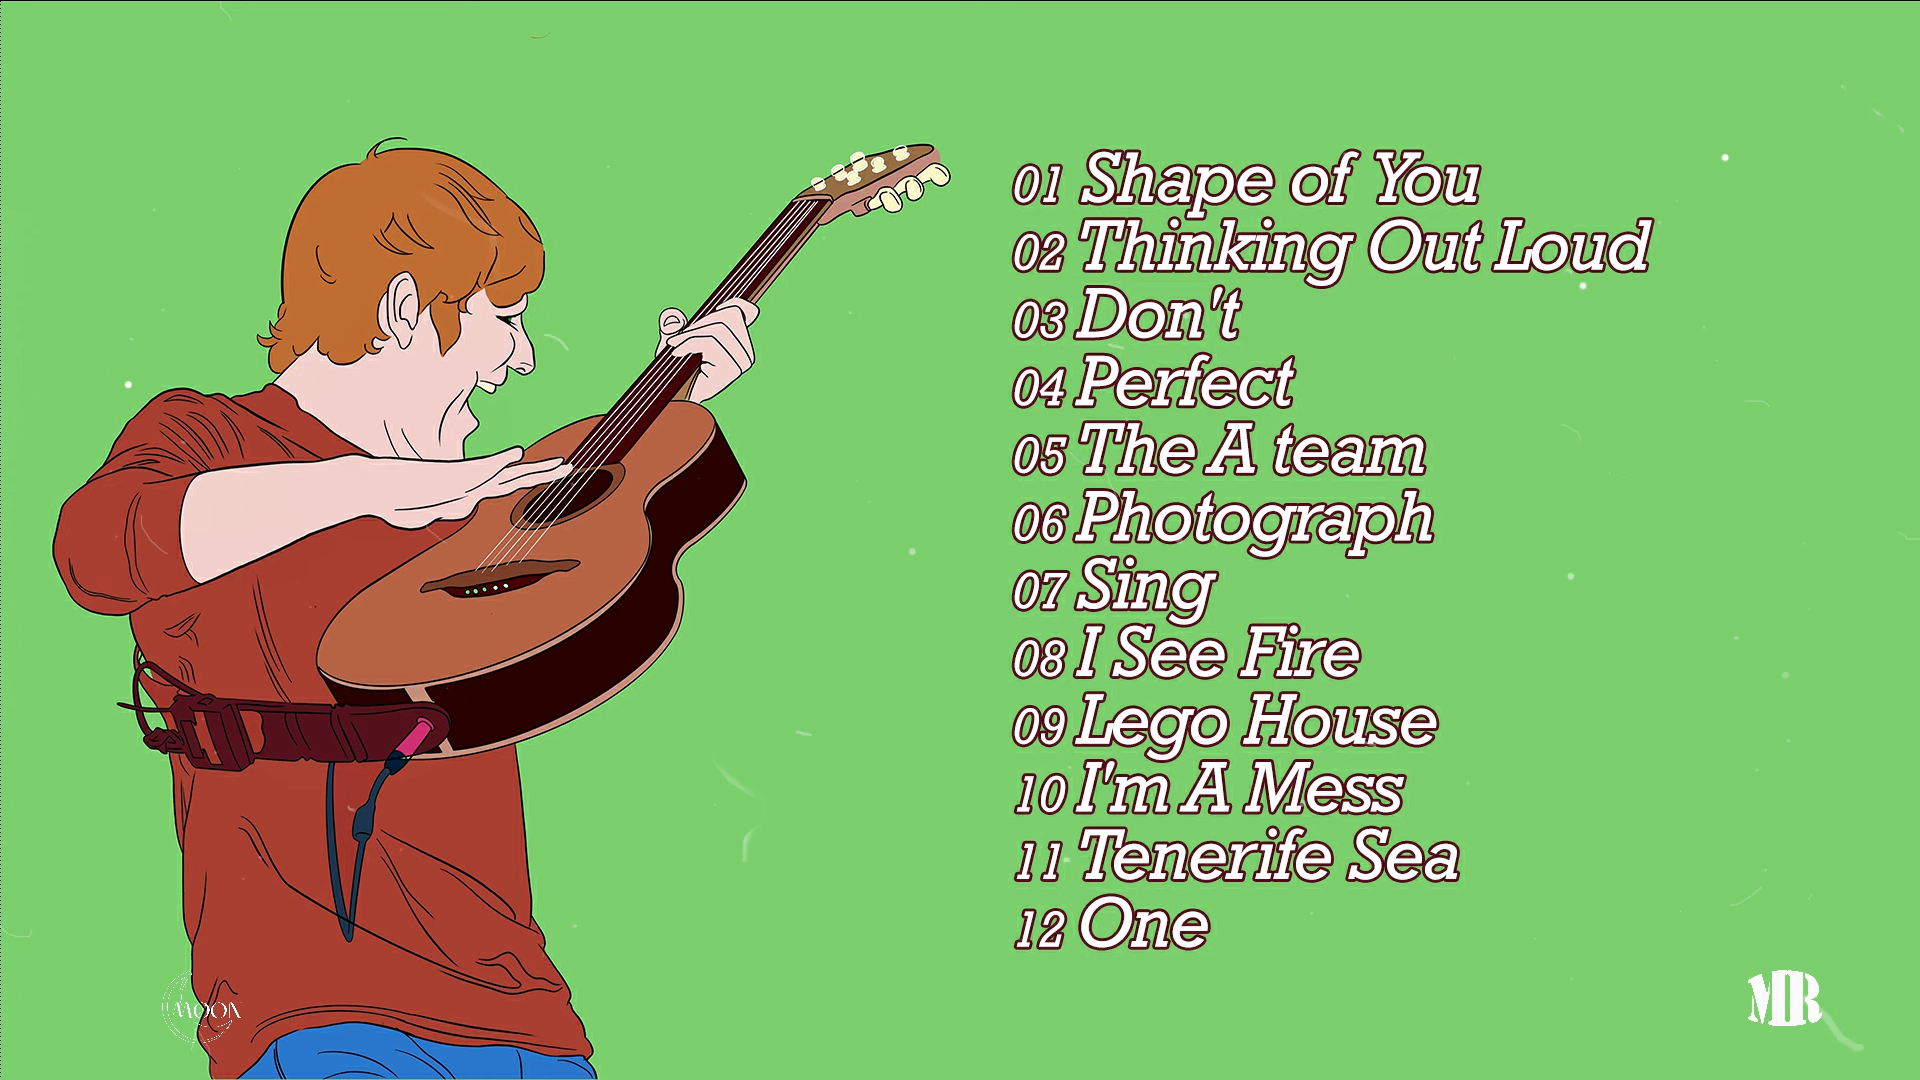 01 Shape of You
02 Thinking Out Loud
03 Don't
04 Perfect
05 The A team
06 Photograph
07 Sing
08 I See Fire
09 Lego House
10 I'm A Mess
11 Tenerife Sea
12 One
MOON
MR